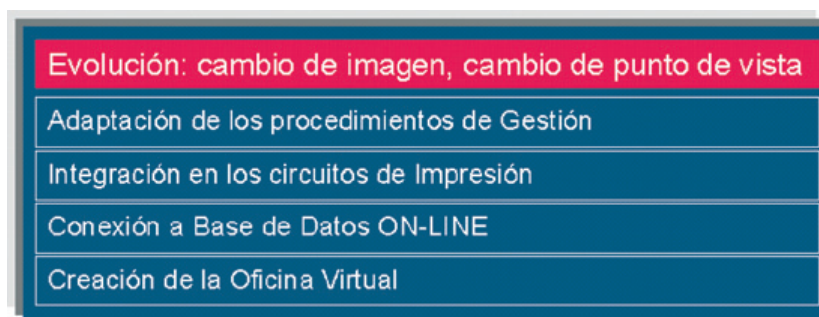 Evolución: cambio de imagen, cambio de punto de vista
Adaptación de los procedimientos de Gestión
Integración en los circuitos de Impresión
Conexión a Base de Datos ON-LINE
Creación de la Oficina Virtual